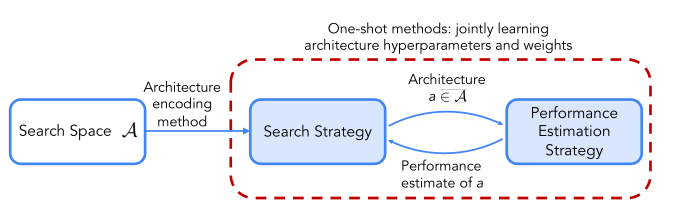 One-shot methods: jointly learning
architecture hyperparameters and weights
Architecture
encoding
method
Search Space 𝒜
Search Strategy
Architecture
a ∈ 𝒜
Performance
Estimation
Strategy
Performance
estimate of a